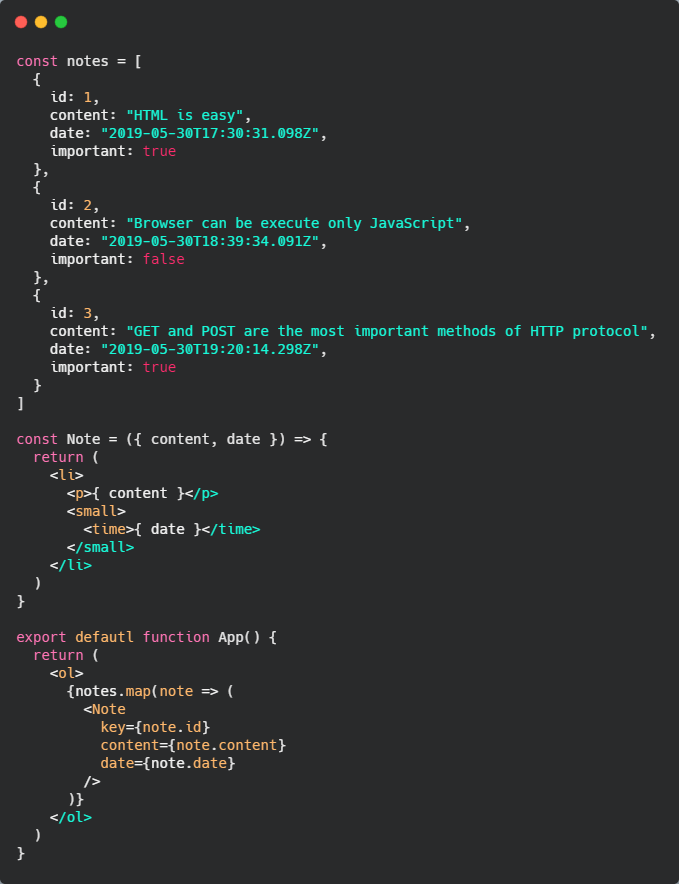 const notes = [
  {
    id: 1,
    content: "HTML is easy",
    date: "2019-05-30T17:30:31.098Z",
    important: true
  },
  {
    id: 2,
    content: "Browser can be execute only JavaScript",
    date: "2019-05-30T18:39:34.091Z",
    important: false
  },
  {
    id: 3,
    content: "GET and POST are the most important methods of HTTP protocol",
    date: "2019-05-30T19:20:14.298Z",
    important: true
  }
]

const Note = ({ content, date }) => {
  return (
    <li>
      <p>{ content }</p>
      <small>
        <time>{ date }</time>
      </small>
    </li>
  )
}

export defautl function App() {
  return (
    <ol>
      {notes.map(note => (
        <Note
          key={note.id}
          content={note.content}
          date={note.date}
        />
      )}
    </ol>
  )
}